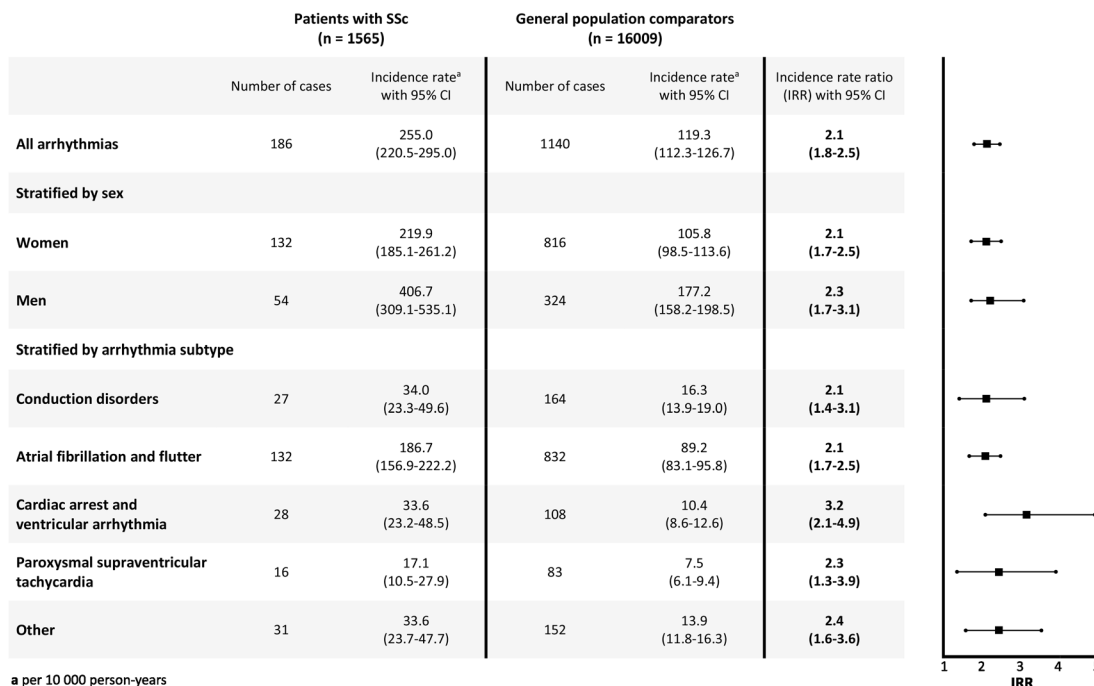 Patients with SSc
(n = 1565)
General population comparators
(n = 16009)
Number of cases
Incidence rateᵃ
with 95% CI
Number of cases
Incidence rateᵃ
with 95% CI
Incidence rate ratio
(IRR) with 95% CI
All arrhythmias
186
255.0
(220.5-295.0)
1140
119.3
(112.3-126.7)
2.1
(1.8-2.5)
Stratified by sex
Women
132
219.9
(185.1-261.2)
816
105.8
(98.5-113.6)
2.1
(1.7-2.5)
Men
54
406.7
(309.1-535.1)
324
177.2
(158.2-198.5)
2.3
(1.7-3.1)
Stratified by arrhythmia subtype
Conduction disorders
27
34.0
(23.3-49.6)
164
16.3
(13.9-19.0)
2.1
(1.4-3.1)
Atrial fibrillation and flutter
132
186.7
(156.9-222.2)
832
89.2
(83.1-95.8)
2.1
(1.7-2.5)
Cardiac arrest and
ventricular arrhythmia
28
33.6
(23.2-48.5)
108
10.4
(8.6-12.6)
3.2
(2.1-4.9)
Paroxysmal supraventricular
tachycardia
16
17.1
(10.5-27.9)
83
7.5
(6.1-9.4)
2.3
(1.3-3.9)
Other
31
33.6
(23.7-47.7)
152
13.9
(11.8-16.3)
2.4
(1.6-3.6)
1 2 3 4
IRR
a per 10 000 person-years